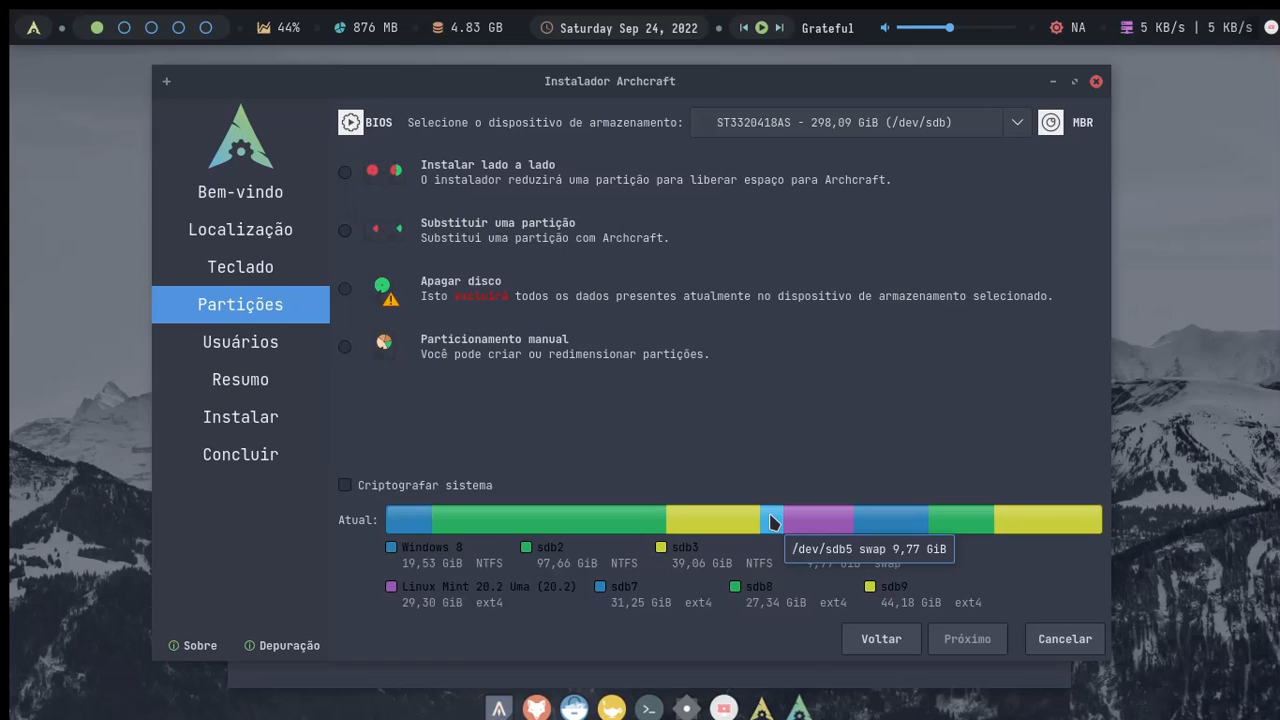 44%
876 MB
4.83 GB
Saturday Sep 24, 2022
Grateful
NA
5 KB/s | 5 KB/s
Instalador Archcraft
BIOS
Selecione o dispositivo de armazenamento:
ST3320418AS - 298,09 GiB (/dev/sdb)
MBR
Bem-vindo
Localização
Teclado
Partições
Usuários
Resumo
Instalar
Concluir
Instalar lado a lado
O instalador reduzirá uma partição para liberar espaço para Archcraft.
Substituir uma partição
Substitui uma partição com Archcraft.
Apagar disco
Isto excluirá todos os dados presentes atualmente no dispositivo de armazenamento selecionado.
Particionamento manual
Você pode criar ou redimensionar partições.
Criptografar sistema
Atual:
/dev/sdb5 swap 9,77 GiB
Windows 8
19,53 GiB NTFS
sdb2
97,66 GiB NTFS
sdb3
39,06 GiB NTFS
9,77 GiB swap
Linux Mint 20.2 Uma (20.2)
29,30 GiB ext4
sdb7
31,25 GiB ext4
sdb8
27,34 GiB ext4
sdb9
44,18 GiB ext4
Sobre
Depuração
Voltar
Próximo
Cancelar